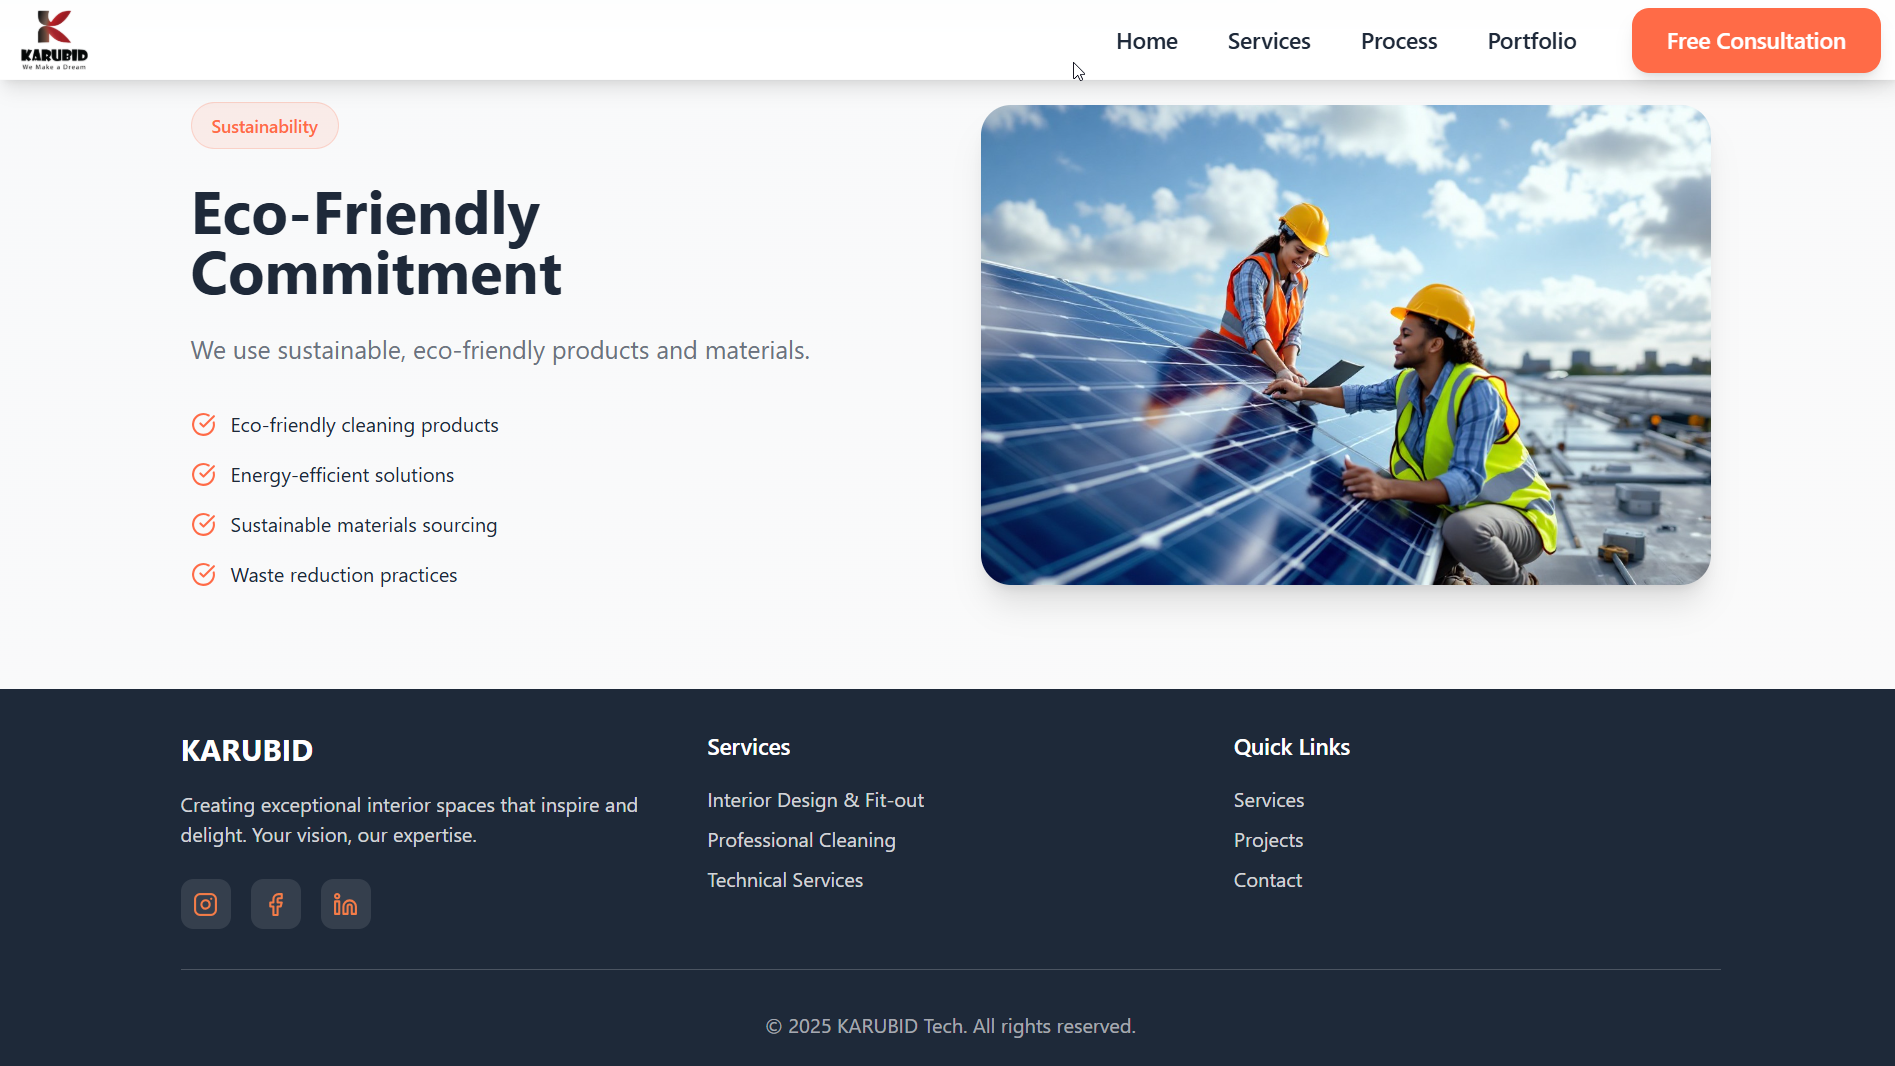 KARUBID
We Make a Dream
Home
Services
Process
Portfolio
Free Consultation
Sustainability
Eco-Friendly
Commitment
We use sustainable, eco-friendly products and materials.
Eco-friendly cleaning products
Energy-efficient solutions
Sustainable materials sourcing
Waste reduction practices
KARUBID
Creating exceptional interior spaces that inspire and
delight. Your vision, our expertise.
Services
Interior Design & Fit-out
Professional Cleaning
Technical Services
Quick Links
Services
Projects
Contact
© 2025 KARUBID Tech. All rights reserved.